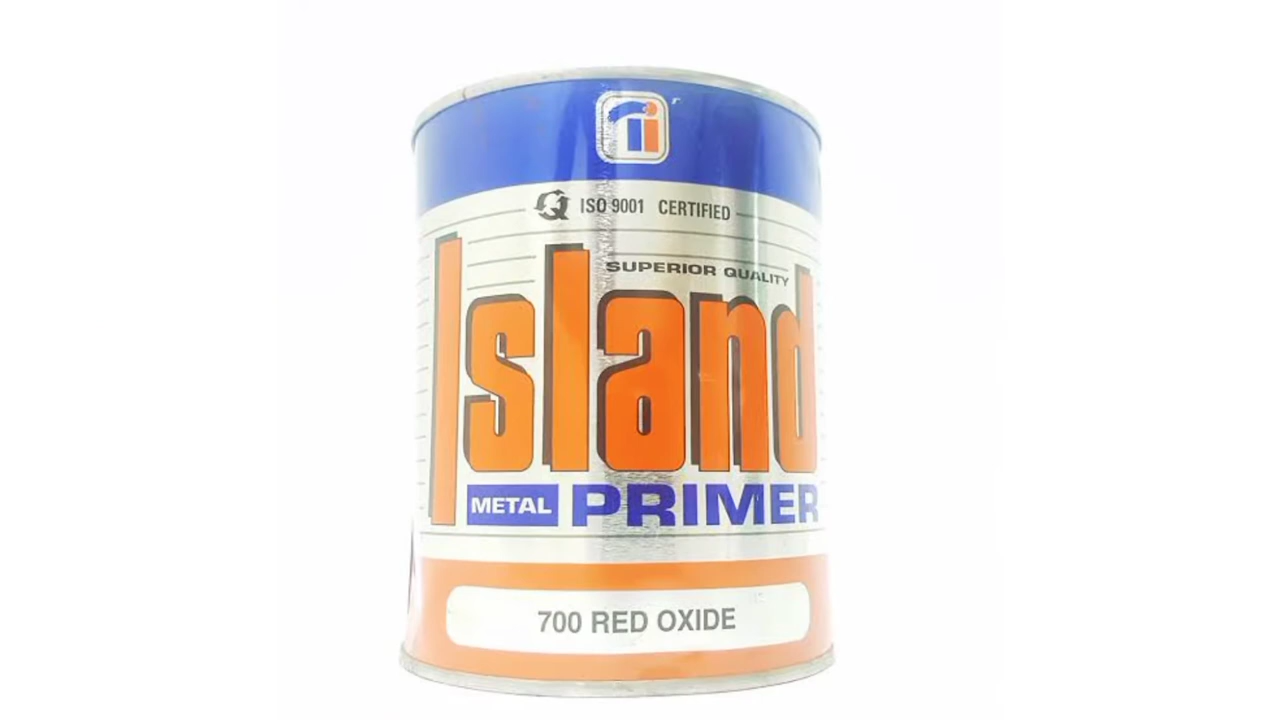 ISO 9001 CERTIFIED
SUPERIOR QUALITY
Island
METAL PRIMER
700 RED OXIDE